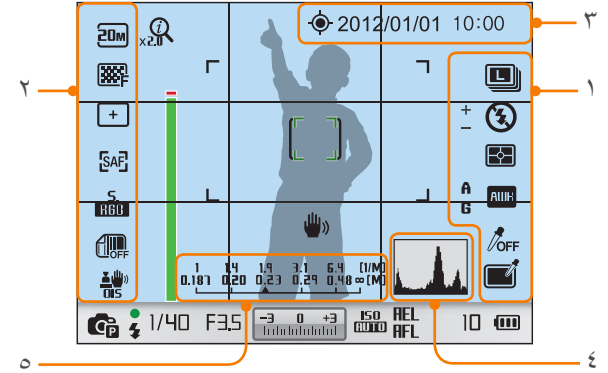 ٣
2012/01/01 10:00
20M
x2.0
٢
١
F
L
+
+
−
SAF
S.
RGB
A
G
AWB
OFF
OFF
OIS
1 1.4 1.9 3.1 6.4 (1/M)
0.187 0.20 0.23 0.29 0.48 ∞ (M)
P
1/40 F3.5
−3 0 +3
ISO
AUTO
AEL
AFL
10
٥
٤